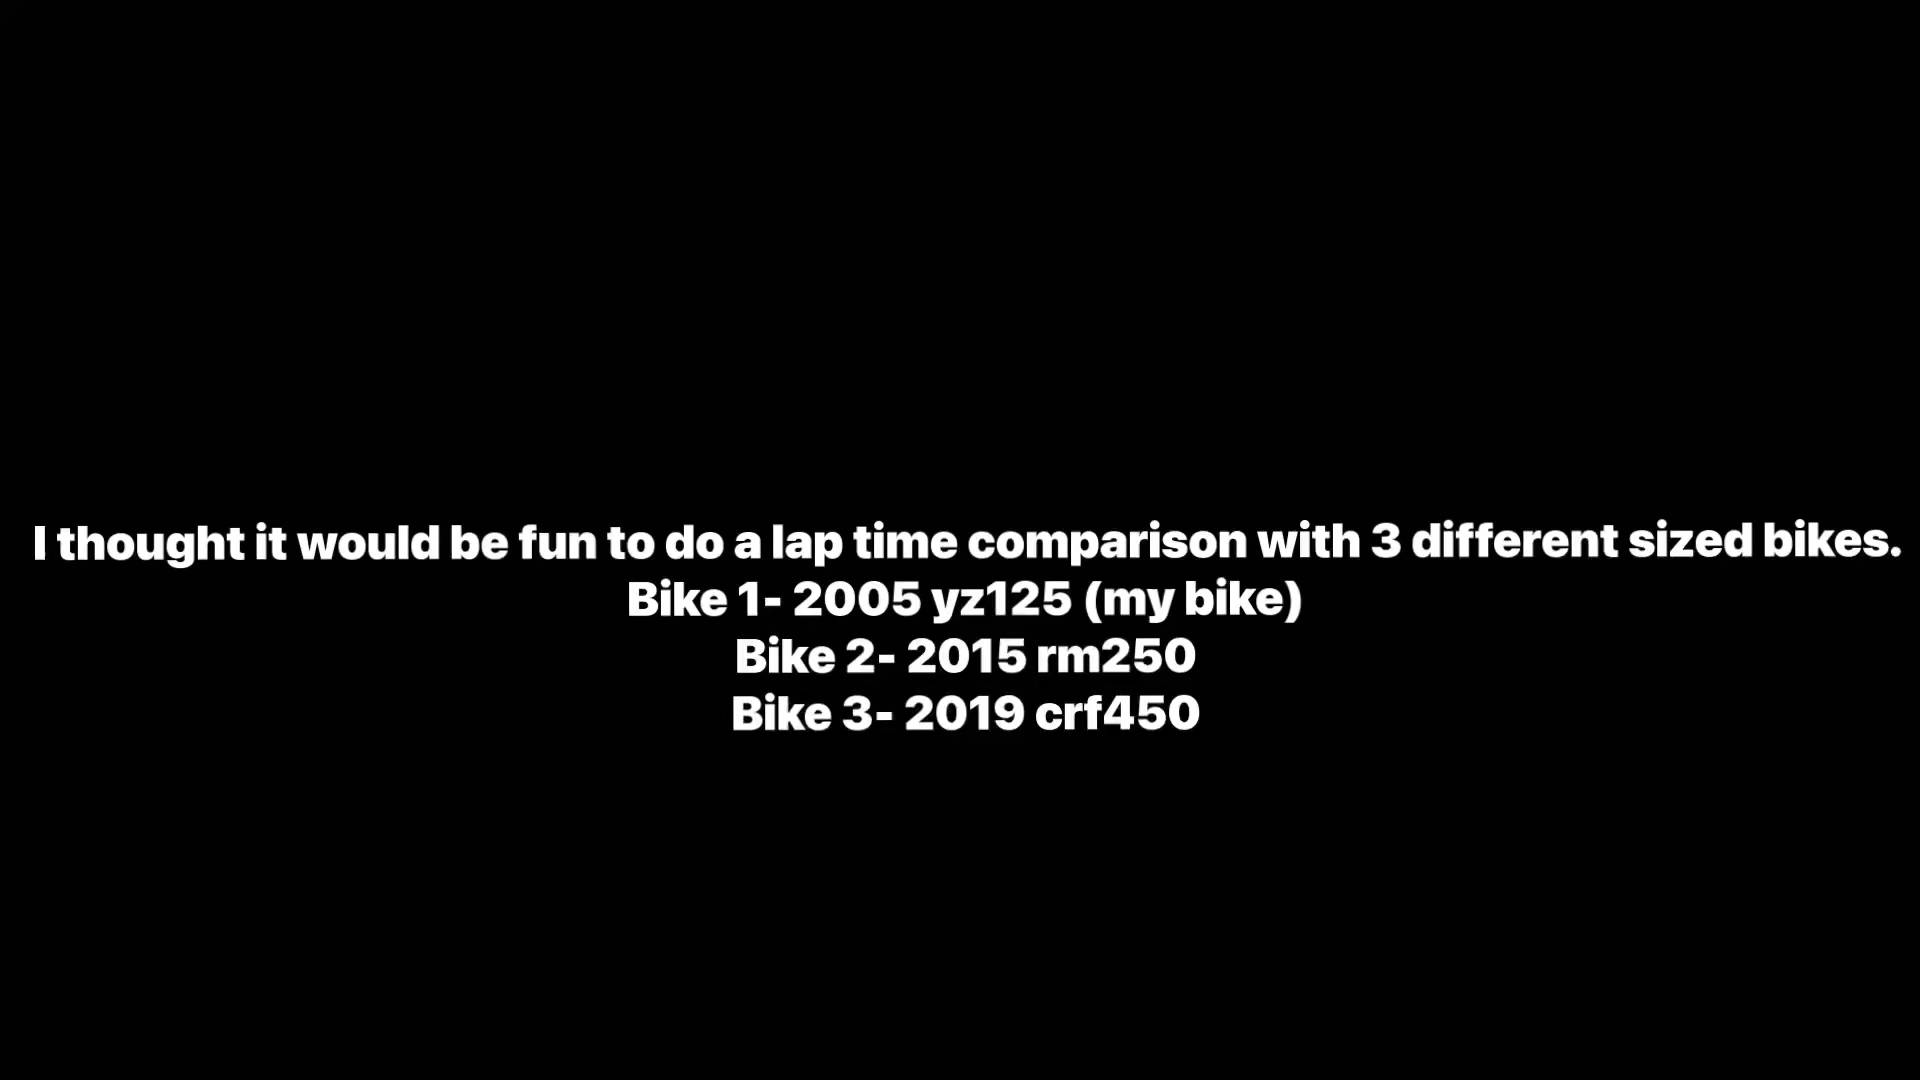 I thought it would be fun to do a lap time comparison with 3 different sized bikes.
Bike 1- 2005 yz125 (my bike)
Bike 2- 2015 rm250
Bike 3- 2019 crf450